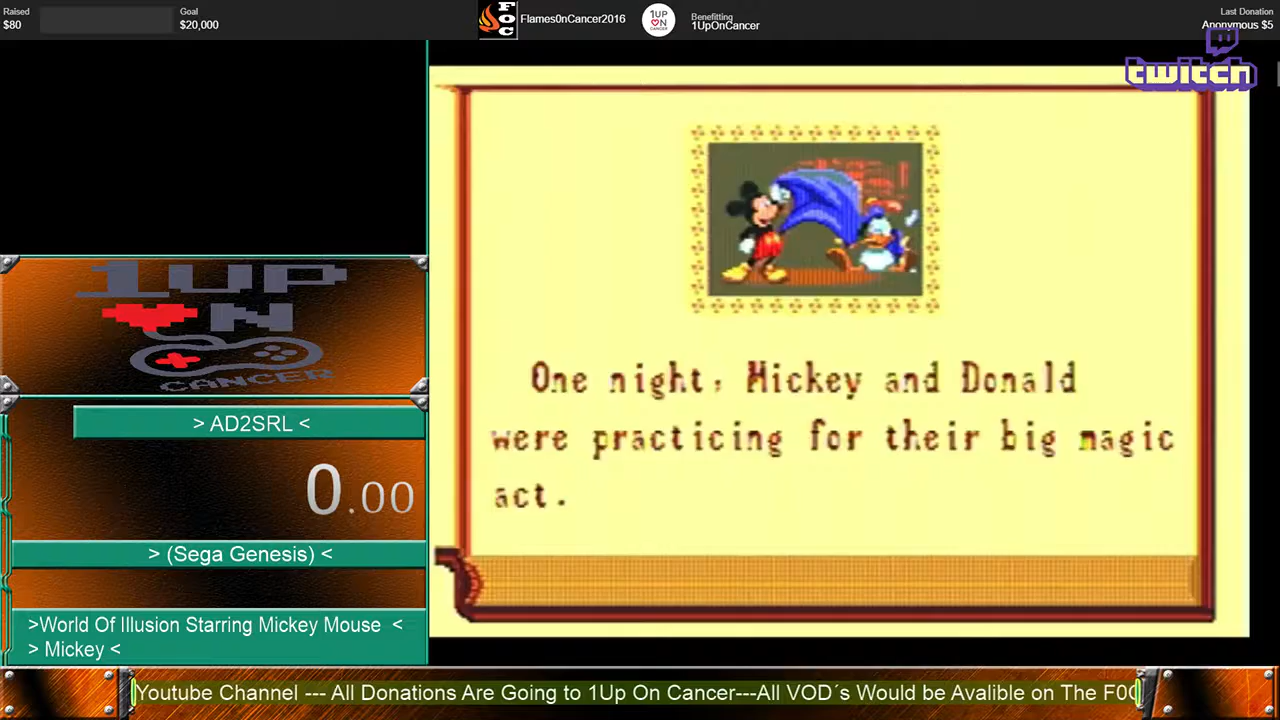 Raised
$80
Goal
$20,000
FOC
Flames0nCancer2016
1UP
ON
CANCER
Benefitting
1UpOnCancer
Last Donation
Anonymous $5
twitch
One night, Mickey and Donald
were practicing for their big magic
act.
1UP
N
CANCER
> AD2SRL <
0.00
> (Sega Genesis) <
>World Of Illusion Starring Mickey Mouse <
> Mickey <
Youtube Channel --- All Donations Are Going to 1Up On Cancer---All VOD´s Would be Avalible on The F0C